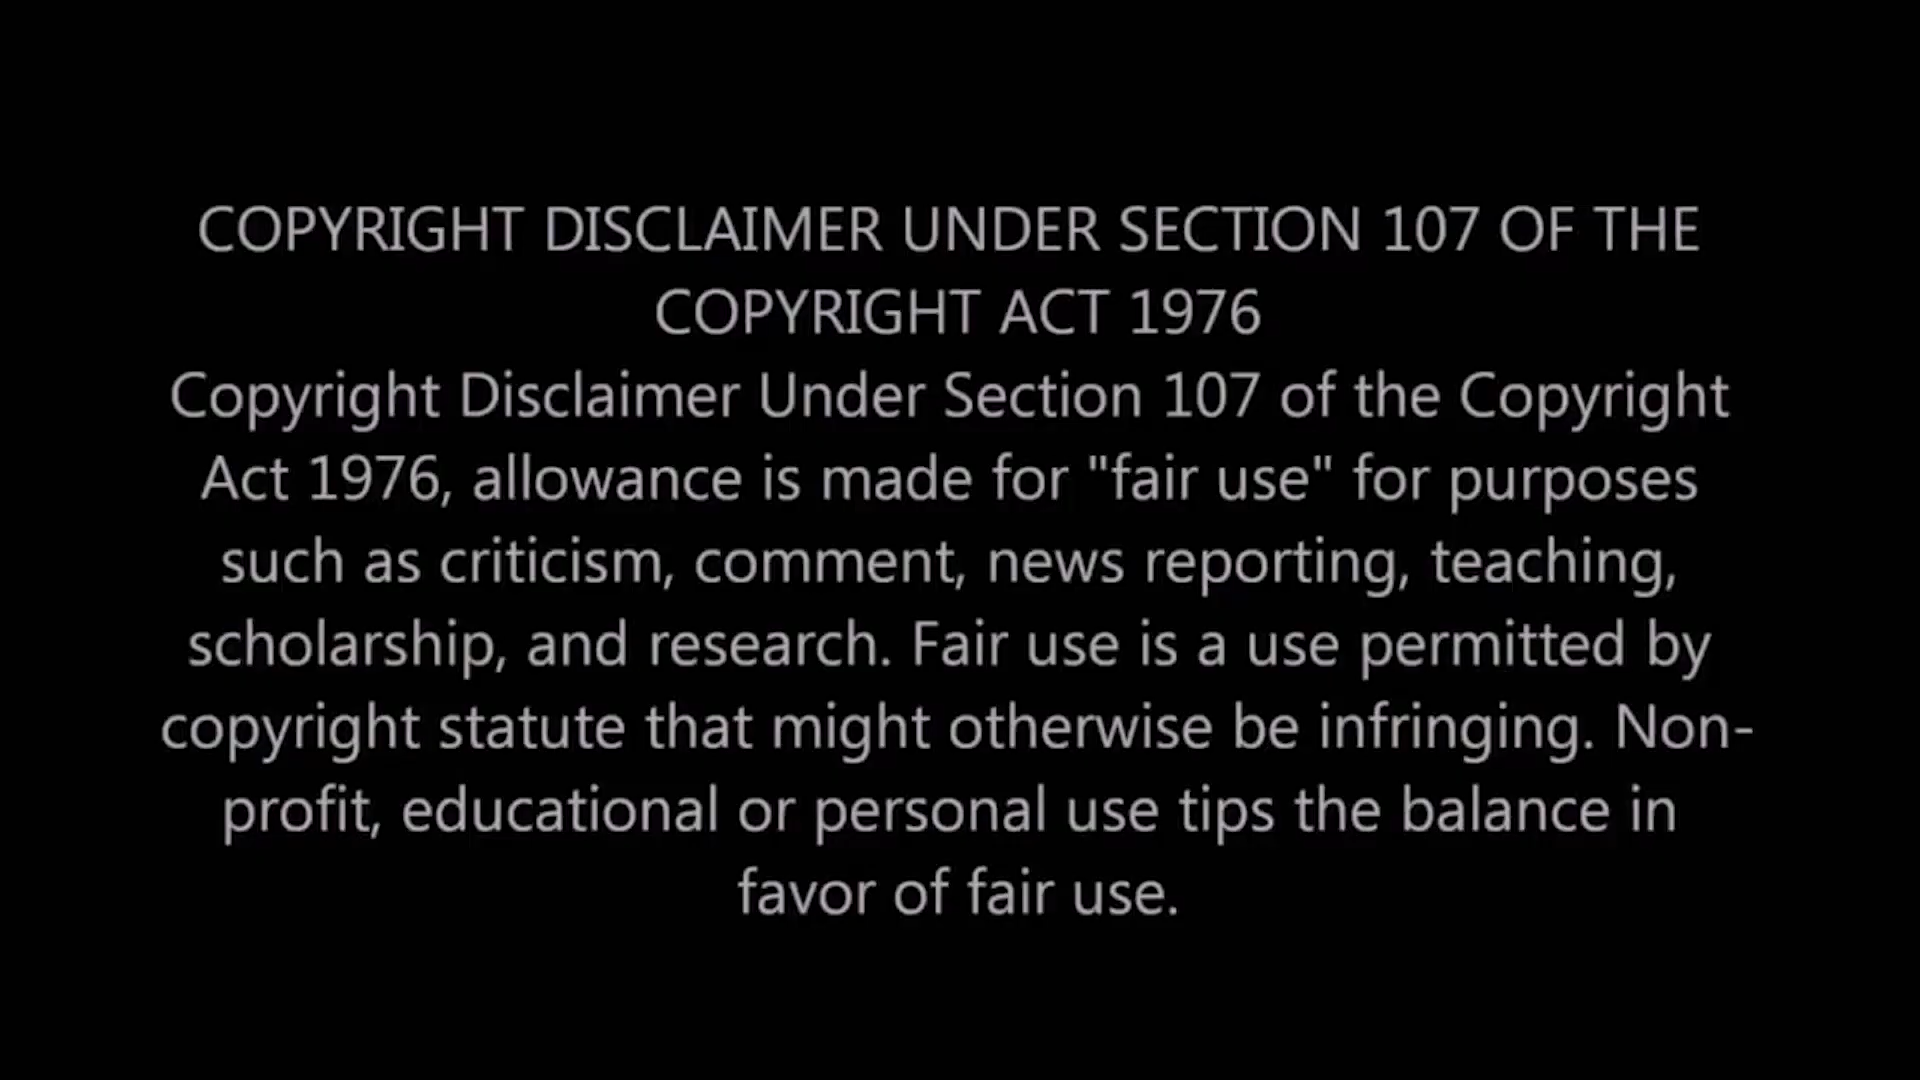 COPYRIGHT DISCLAIMER UNDER SECTION 107 OF THE
COPYRIGHT ACT 1976
Copyright Disclaimer Under Section 107 of the Copyright
Act 1976, allowance is made for "fair use" for purposes
such as criticism, comment, news reporting, teaching,
scholarship, and research. Fair use is a use permitted by
copyright statute that might otherwise be infringing. Non-
profit, educational or personal use tips the balance in
favor of fair use.